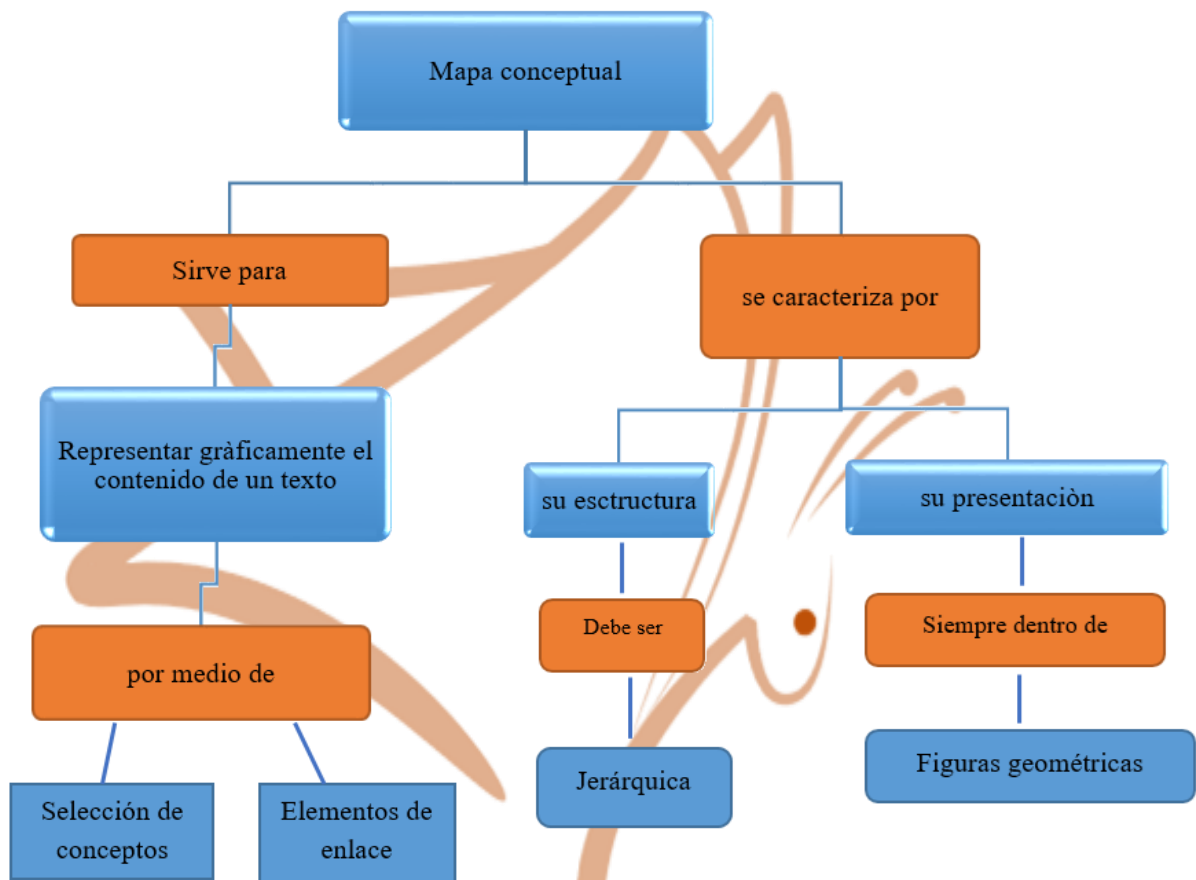 Mapa conceptual
Sirve para
se caracteriza por
Representar gràficamente el
contenido de un texto
su esctructura
su presentaciòn
Debe ser
Siempre dentro de
por medio de
Jerárquica
Figuras geométricas
Selección de
conceptos
Elementos de
enlace